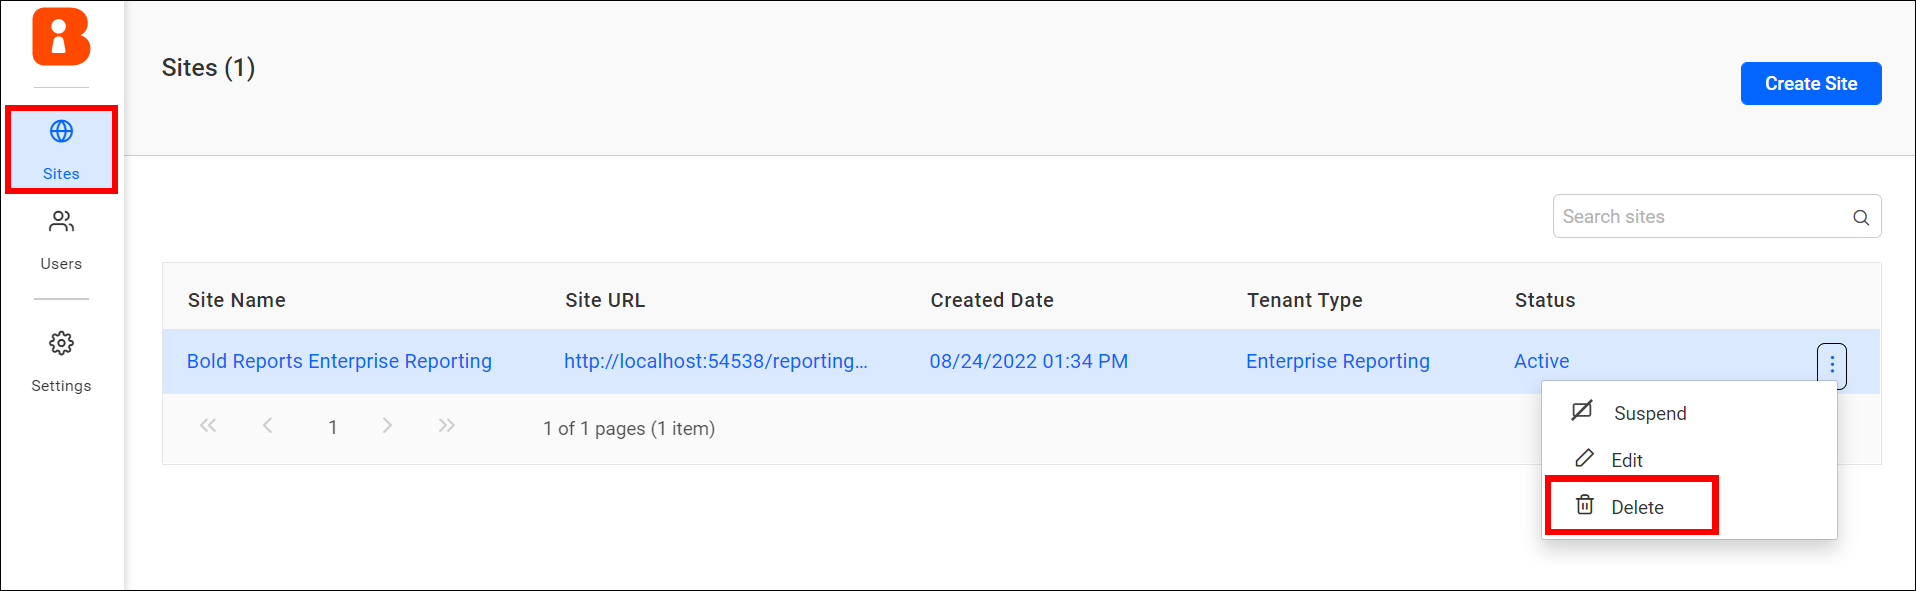 Sites (1)
Create Site
Sites
Users
Settings
Search sites
Site Name Site URL Created Date Tenant Type Status
Bold Reports Enterprise Reporting http://localhost:54538/reporting... 08/24/2022 01:34 PM Enterprise Reporting Active
1 1 of 1 pages (1 item)
Suspend
Edit
Delete